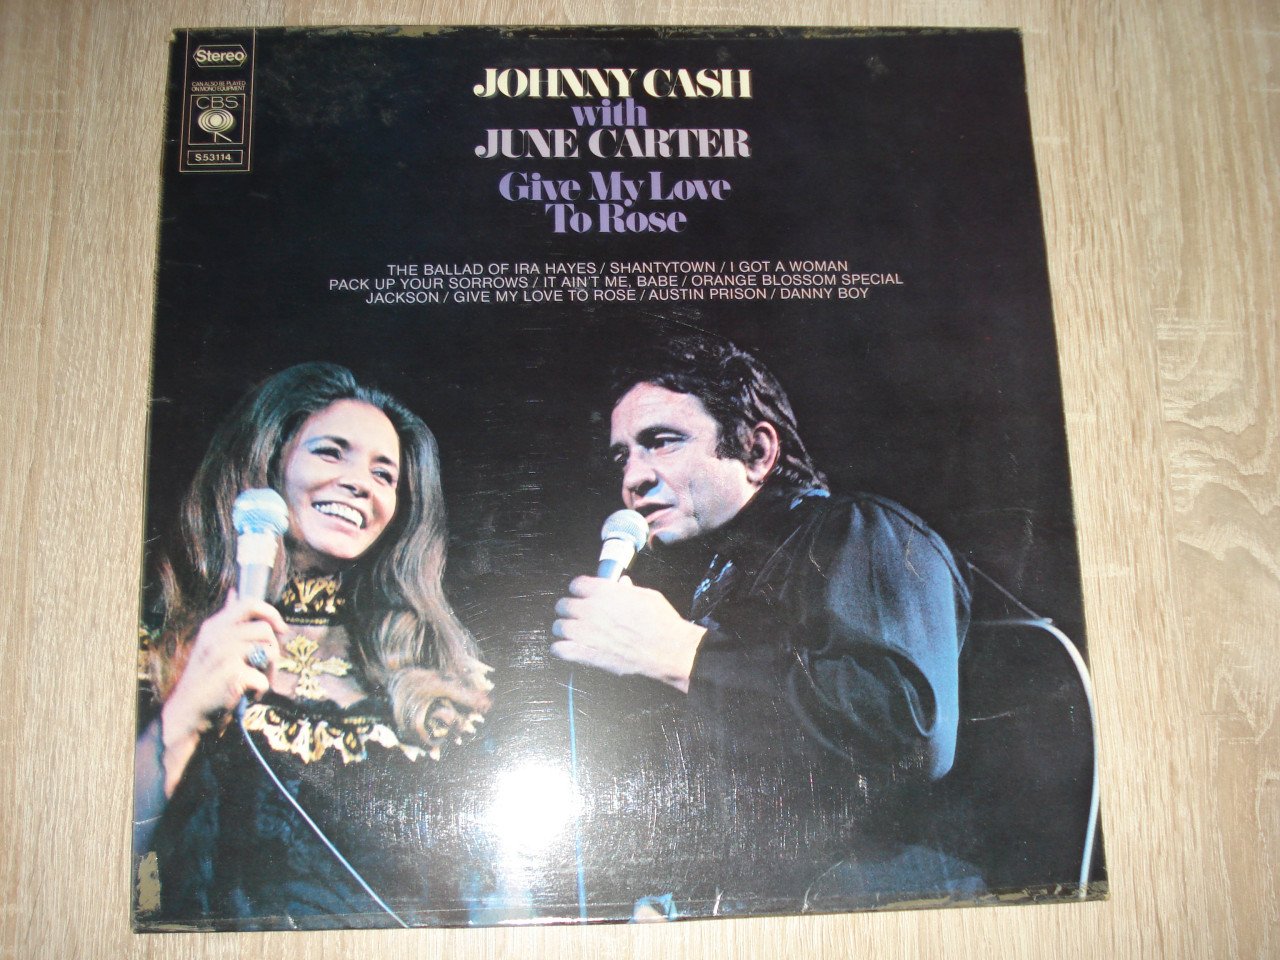 Stereo
CAN ALSO BE PLAYED
ON MONO EQUIPMENT
CBS
S 53114
JOHNNY CASH
with
JUNE CARTER
Give My Love
To Rose
THE BALLAD OF IRA HAYES / SHANTYTOWN / I GOT A WOMAN
PACK UP YOUR SORROWS / IT AIN'T ME, BABE / ORANGE BLOSSOM SPECIAL
JACKSON / GIVE MY LOVE TO ROSE / AUSTIN PRISON / DANNY BOY